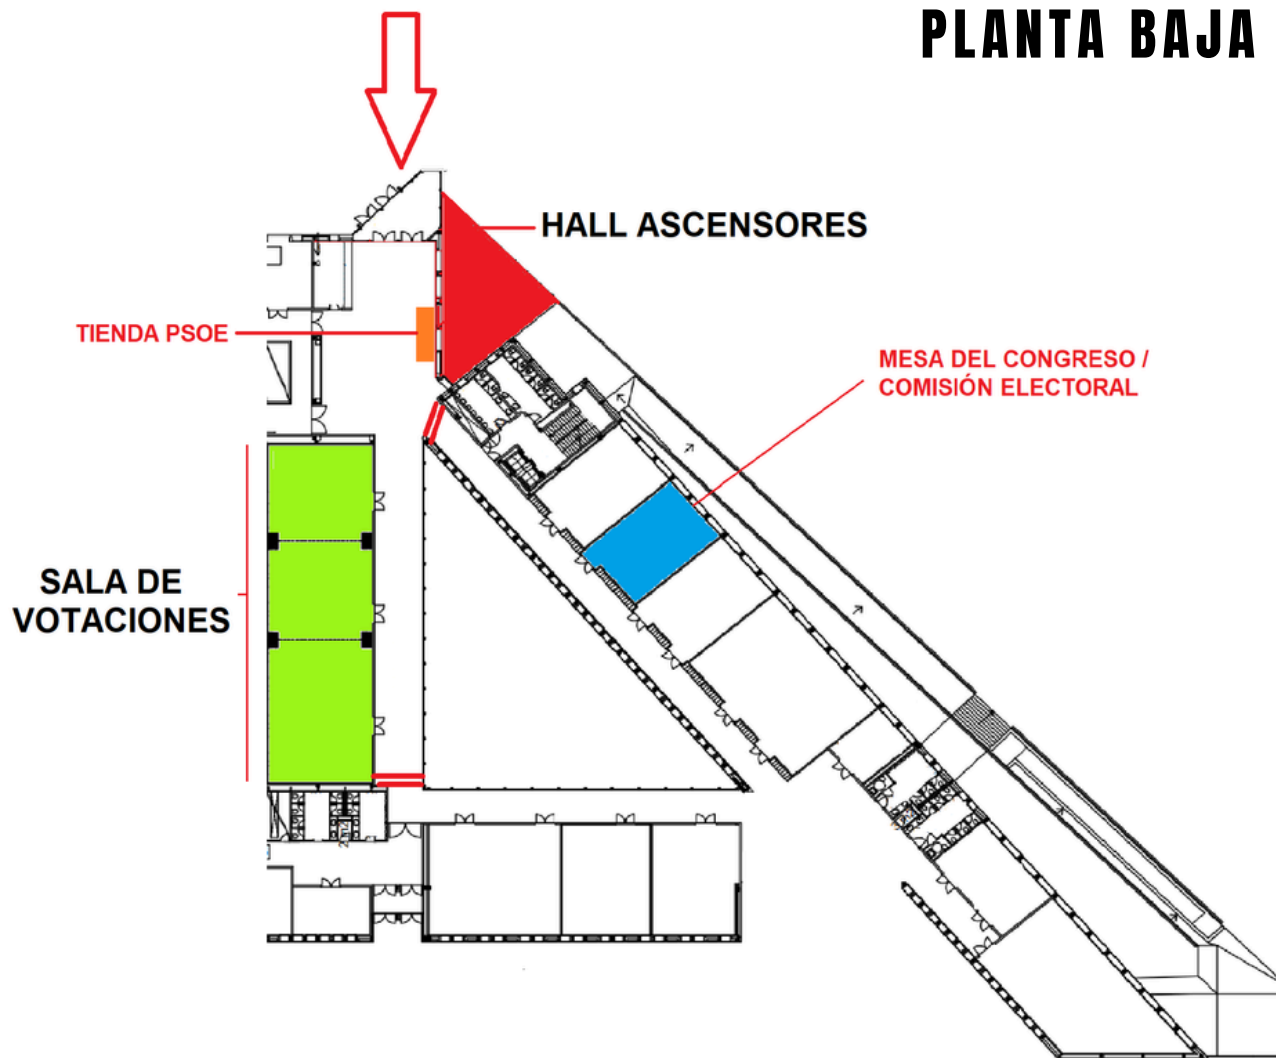 PLANTA BAJA
HALL ASCENSORES
TIENDA PSOE
MESA DEL CONGRESO /
COMISIÓN ELECTORAL
SALA DE
VOTACIONES